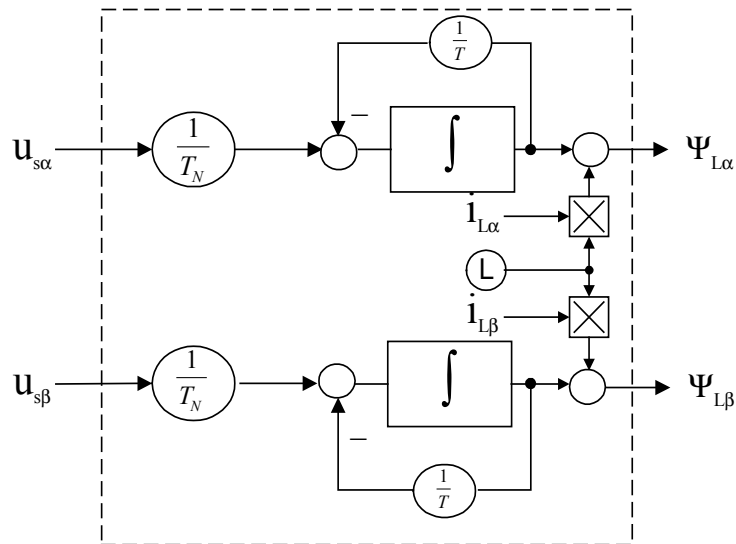 1/T
−
u_sα
1/T_N
∫
Ψ_Lα
i_Lα
L
i_Lβ
u_sβ
1/T_N
∫
Ψ_Lβ
−
1/T